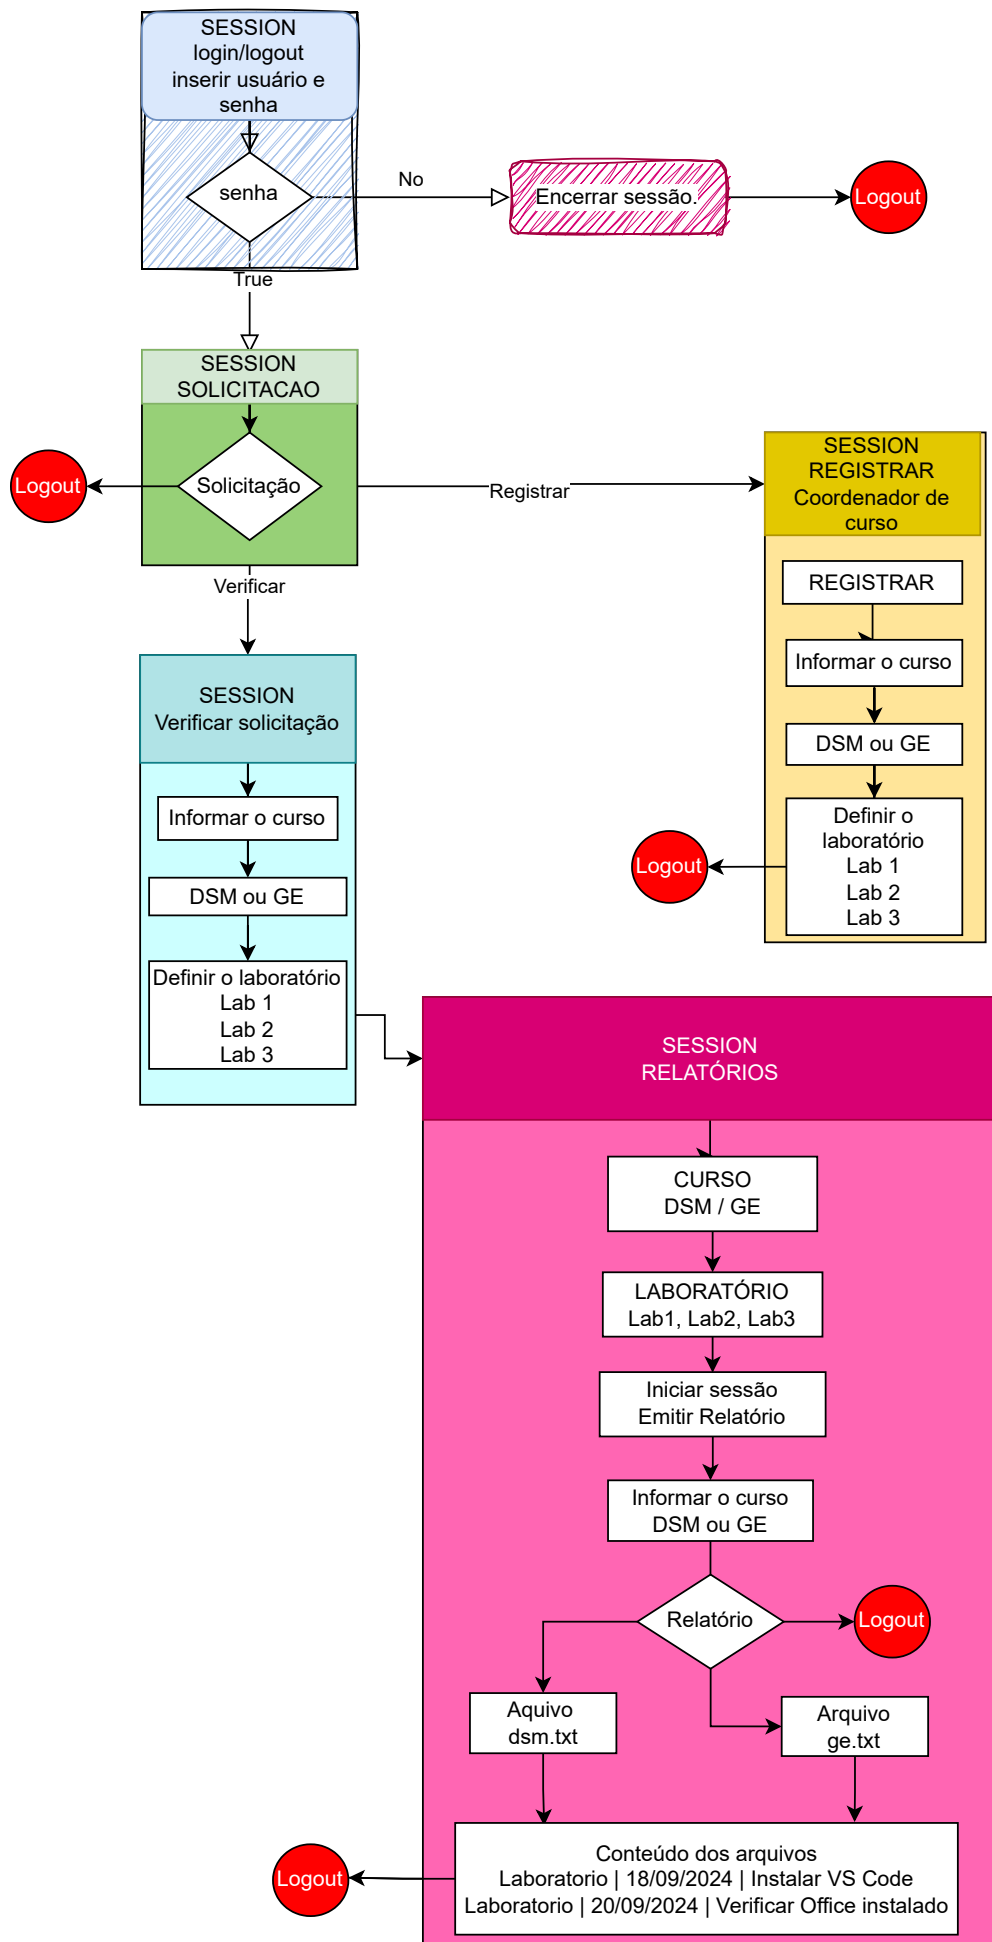 SESSION
login/logout
inserir usuário e
senha
senha
No
Encerrar sessão.
Logout
True
SESSION
SOLICITACAO
Solicitação
Logout
Registrar
SESSION
REGISTRAR
Coordenador de
curso
REGISTRAR
Informar o curso
DSM ou GE
Definir o
laboratório
Lab 1
Lab 2
Lab 3
Logout
Verificar
SESSION
Verificar solicitação
Informar o curso
DSM ou GE
Definir o laboratório
Lab 1
Lab 2
Lab 3
SESSION
RELATÓRIOS
CURSO
DSM / GE
LABORATÓRIO
Lab1, Lab2, Lab3
Iniciar sessão
Emitir Relatório
Informar o curso
DSM ou GE
Relatório
Logout
Aquivo
dsm.txt
Arquivo
ge.txt
Conteúdo dos arquivos
Laboratorio | 18/09/2024 | Instalar VS Code
Laboratorio | 20/09/2024 | Verificar Office instalado
Logout